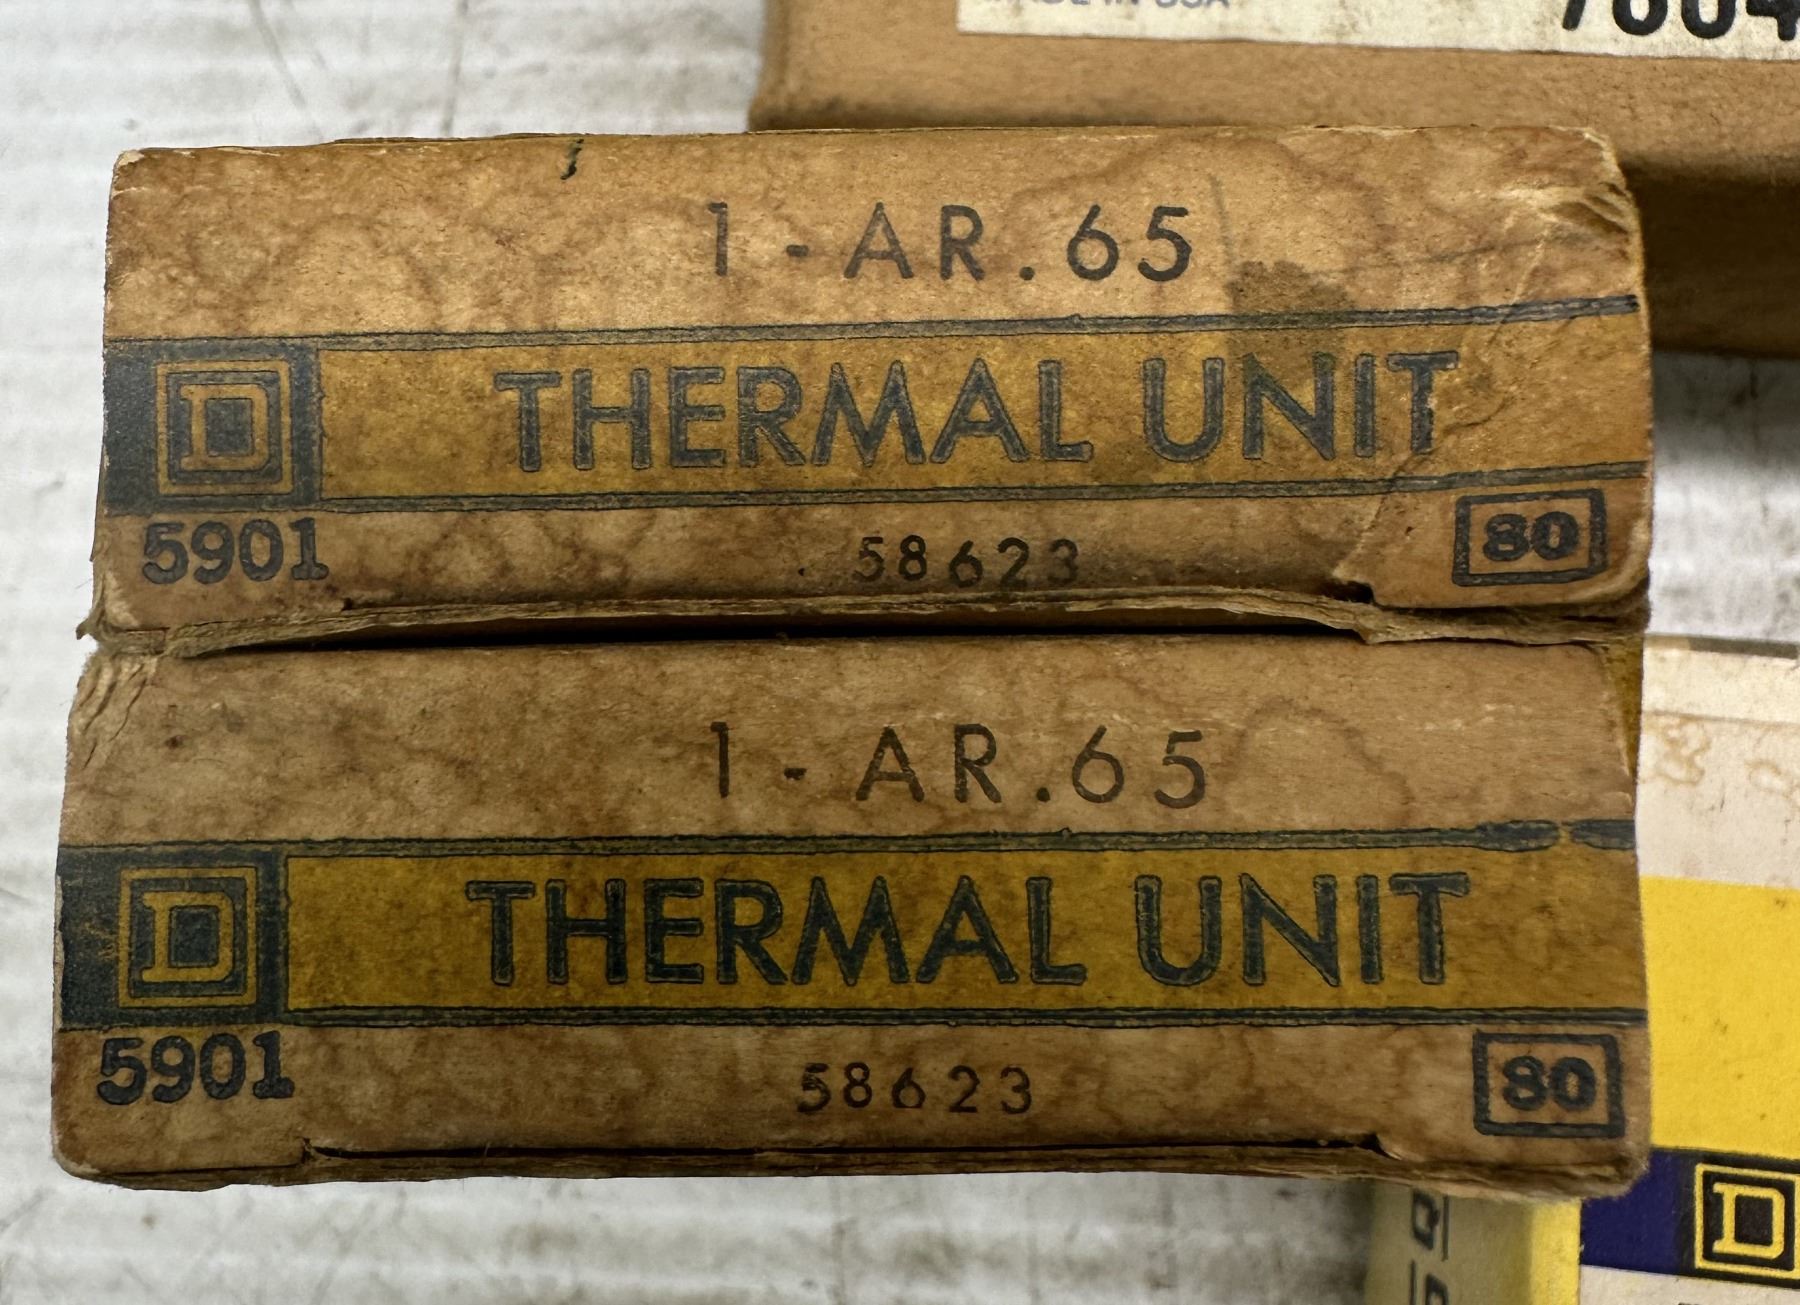 1 - AR.65
D THERMAL UNIT
5901 58623 80
1 - AR.65
D THERMAL UNIT
5901 58623 80
D